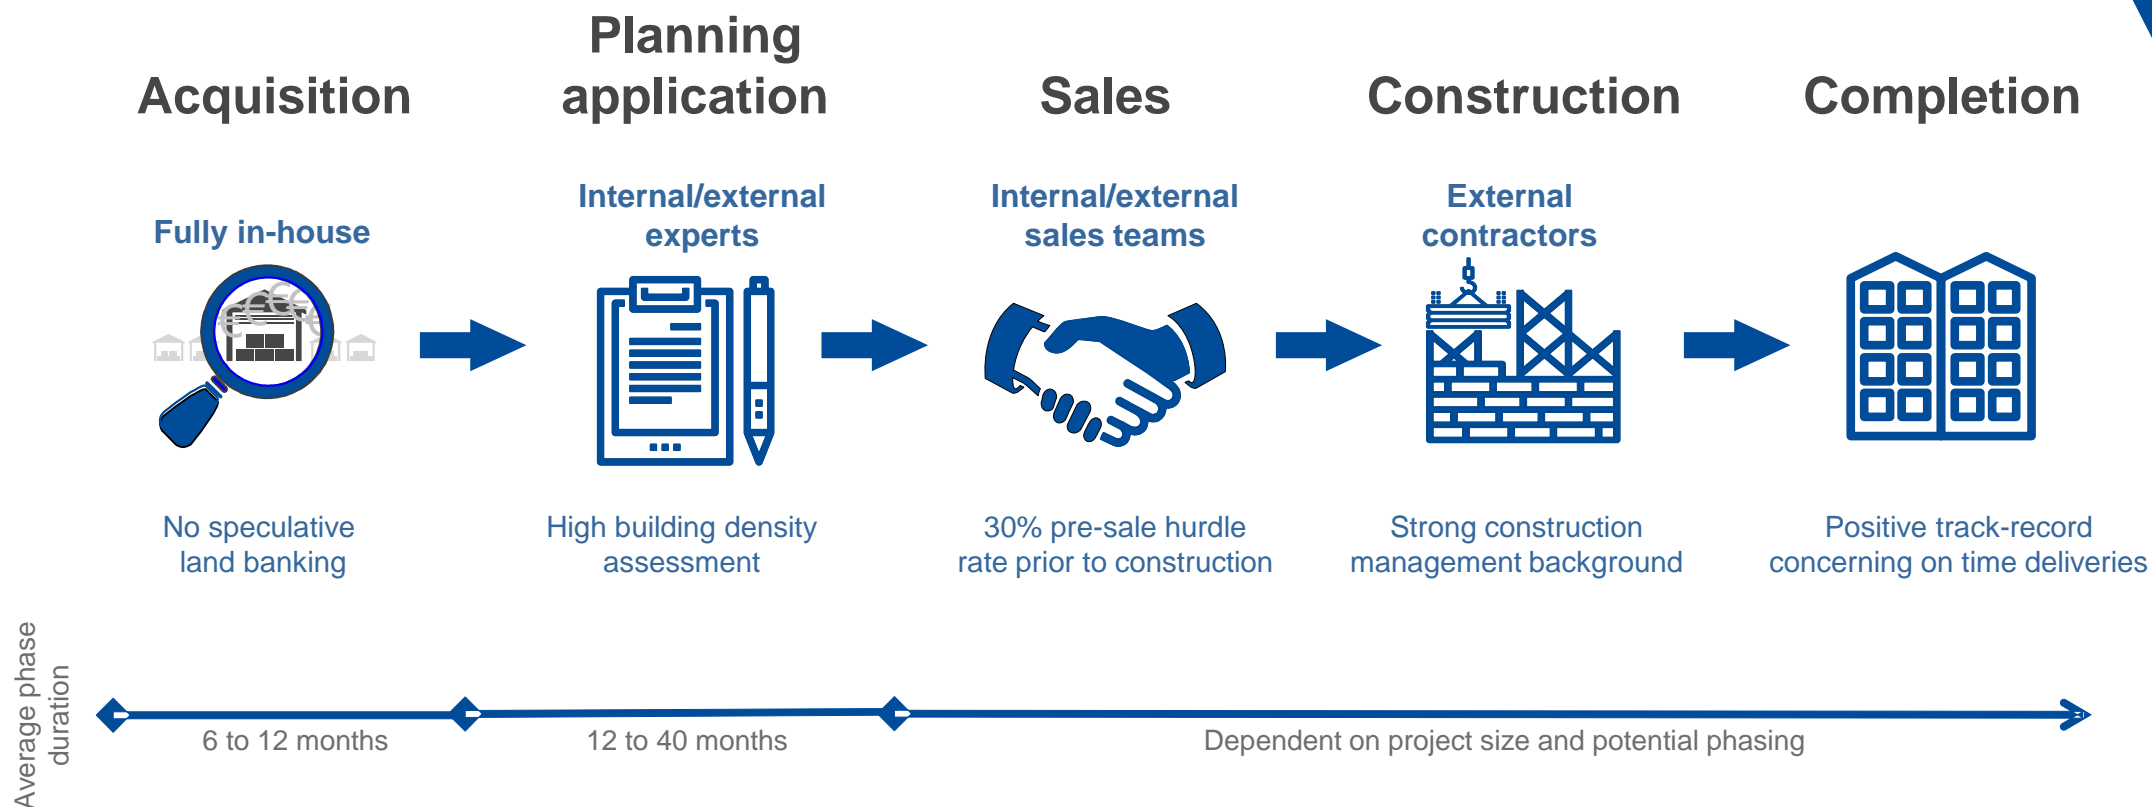 Acquisition
Planning
application
Sales
Construction
Completion
Fully in-house
Internal/external
experts
Internal/external
sales teams
External
contractors
No speculative
land banking
High building density
assessment
30% pre-sale hurdle
rate prior to construction
Strong construction
management background
Positive track-record
concerning on time deliveries
Average phase
duration
6 to 12 months
12 to 40 months
Dependent on project size and potential phasing